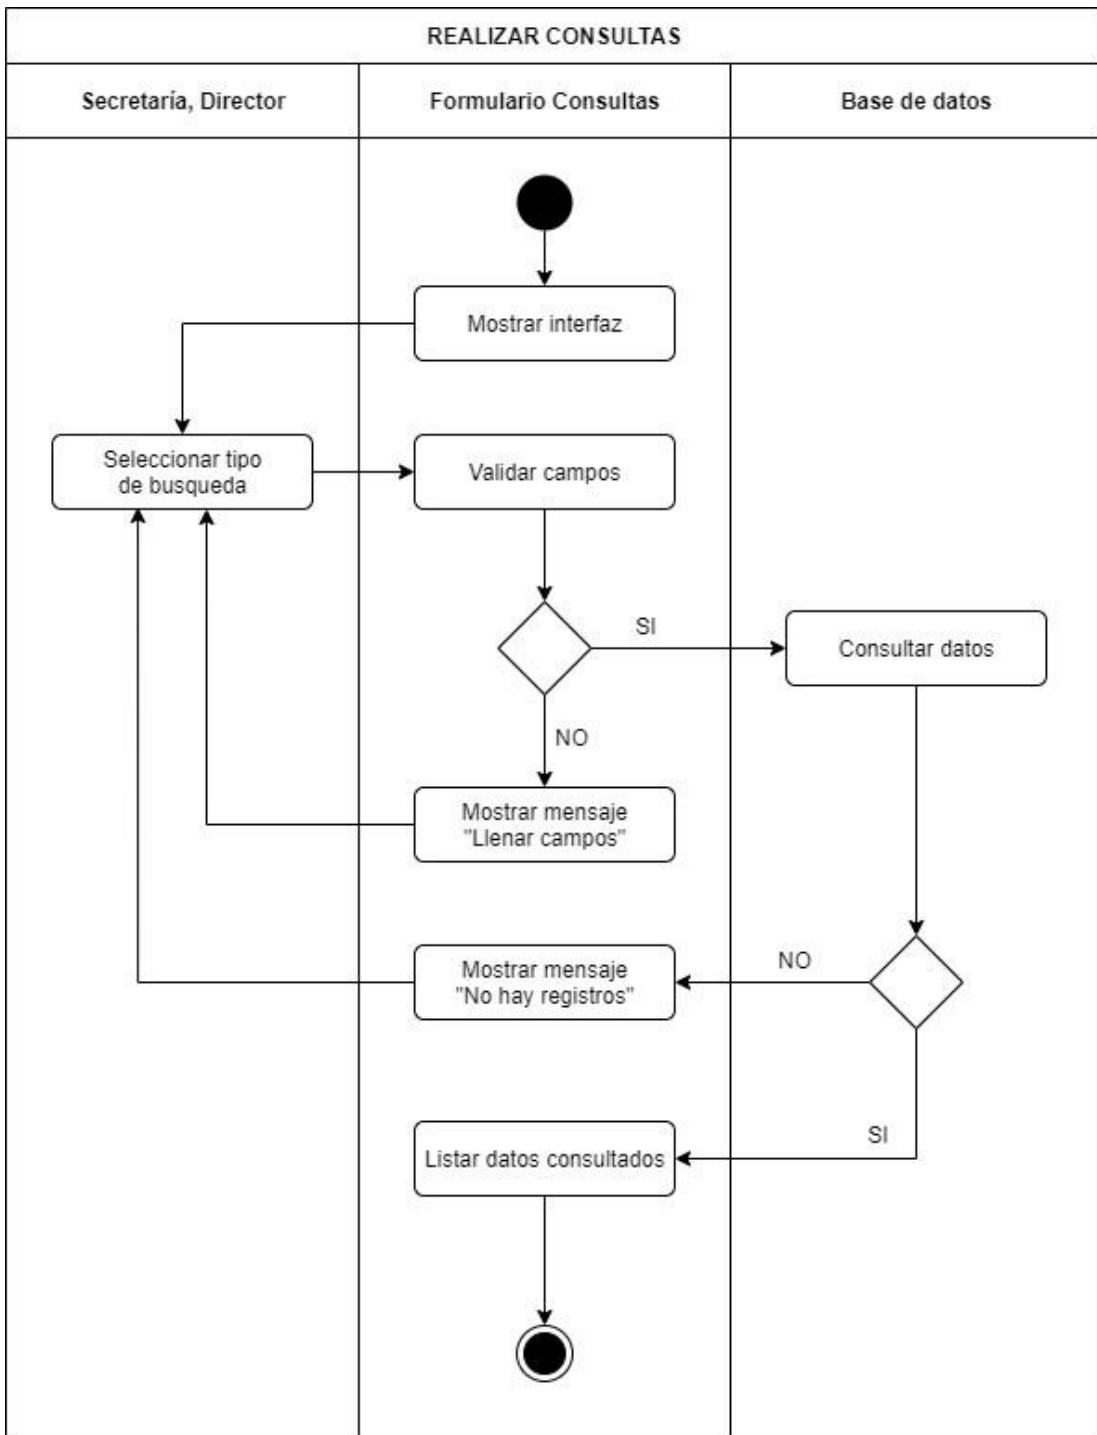 REALIZAR CONSULTAS
Secretaría, Director
Formulario Consultas
Base de datos
Mostrar interfaz
Seleccionar tipo
de busqueda
Validar campos
SI
Consultar datos
NO
Mostrar mensaje
"Llenar campos"
NO
Mostrar mensaje
"No hay registros"
SI
Listar datos consultados